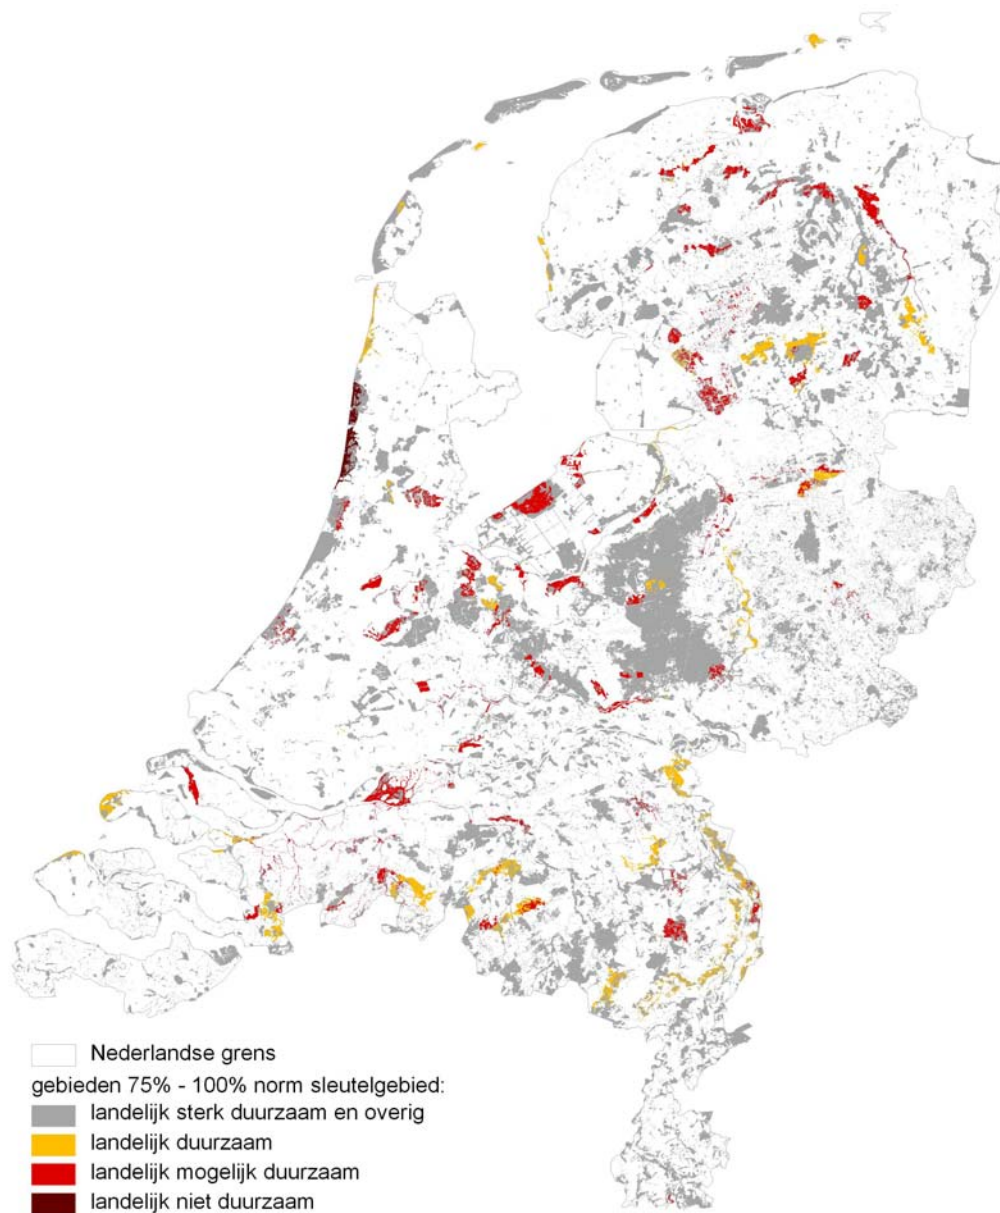 Nederlandse grens
gebieden 75% - 100% norm sleutelgebied:
landelijk sterk duurzaam en overig
landelijk duurzaam
landelijk mogelijk duurzaam
landelijk niet duurzaam